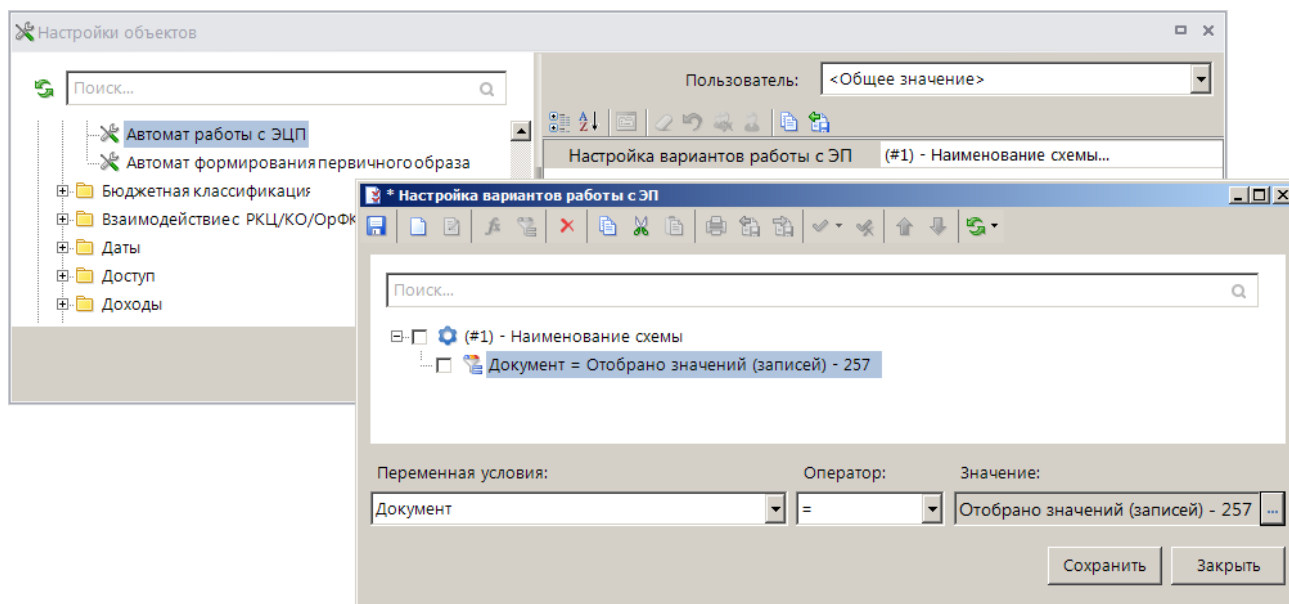 Настройки объектов
Поиск...
Пользователь:
<Общее значение>
Автомат работы с ЭЦП
Автомат формирования первичного образа
Настройка вариантов работы с ЭП
(#1) - Наименование схемы...
Бюджетная классификация
Взаимодействие с РКЦ/КО/ОрФК
Даты
Доступ
Доходы
* Настройка вариантов работы с ЭП
Поиск...
(#1) - Наименование схемы
Документ = Отобрано значений (записей) - 257
Переменная условия:
Оператор:
Значение:
Документ
=
Отобрано значений (записей) - 257
...
Сохранить
Закрыть